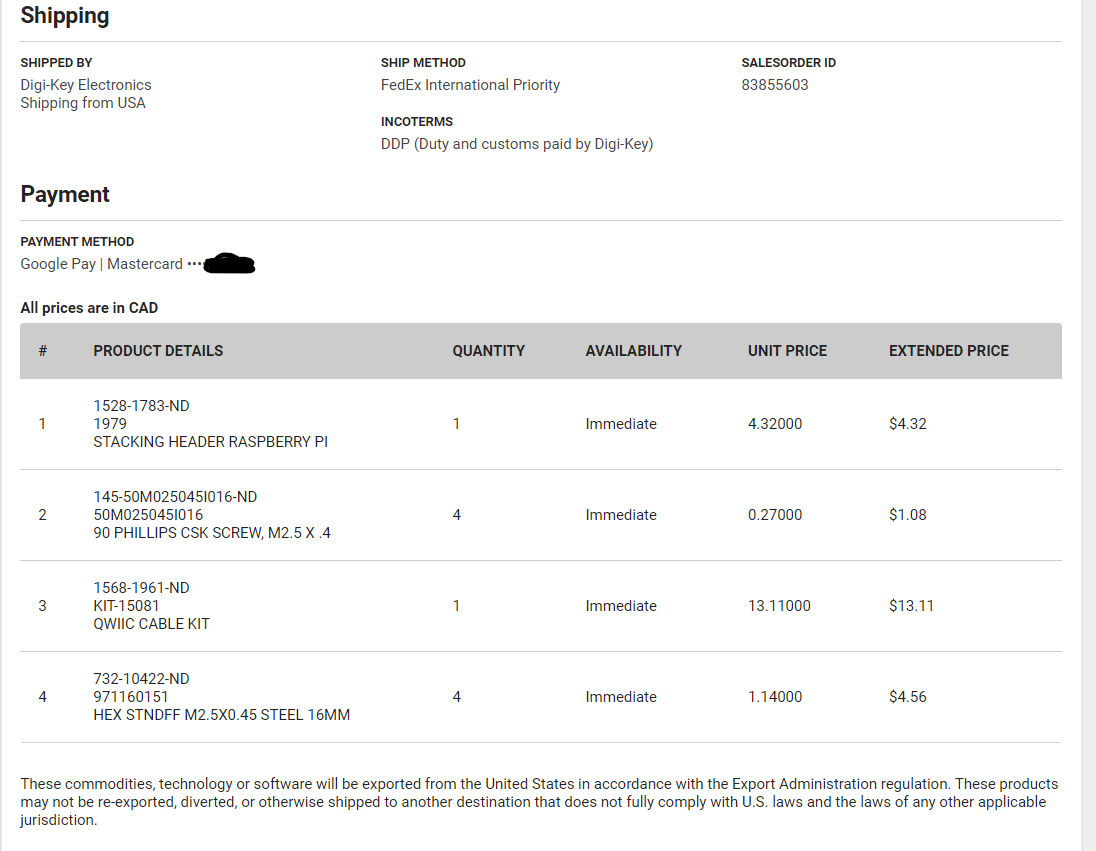 Shipping
SHIPPED BY
Digi-Key Electronics
Shipping from USA
SHIP METHOD
FedEx International Priority
INCOTERMS
DDP (Duty and customs paid by Digi-Key)
SALESORDER ID
83855603
Payment
PAYMENT METHOD
Google Pay | Mastercard ••••
All prices are in CAD
# PRODUCT DETAILS QUANTITY AVAILABILITY UNIT PRICE EXTENDED PRICE
1528-1783-ND
1 1979 1 Immediate 4.32000 $4.32
STACKING HEADER RASPBERRY PI
145-50M025045I016-ND
2 50M025045I016 4 Immediate 0.27000 $1.08
90 PHILLIPS CSK SCREW, M2.5 X .4
1568-1961-ND
3 KIT-15081 1 Immediate 13.11000 $13.11
QWIIC CABLE KIT
732-10422-ND
4 971160151 4 Immediate 1.14000 $4.56
HEX STNDFF M2.5X0.45 STEEL 16MM
These commodities, technology or software will be exported from the United States in accordance with the Export Administration regulation. These products
may not be re-exported, diverted, or otherwise shipped to another destination that does not fully comply with U.S. laws and the laws of any other applicable
jurisdiction.